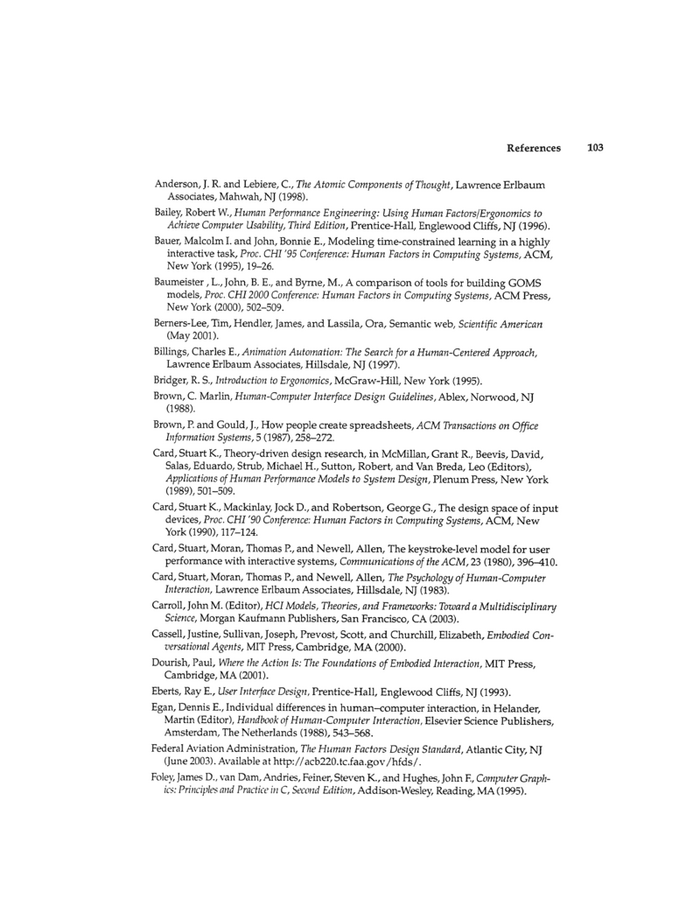 References 103
Anderson, J. R. and Lebiere, C., The Atomic Components of Thought, Lawrence Erlbaum
Associates, Mahwah, NJ (1998).
Bailey, Robert W., Human Performance Engineering: Using Human Factors/Ergonomics to
Achieve Computer Usability, Third Edition, Prentice-Hall, Englewood Cliffs, NJ (1996).
Bauer, Malcolm I. and John, Bonnie E., Modeling time-constrained learning in a highly
interactive task, Proc. CHI '95 Conference: Human Factors in Computing Systems, ACM,
New York (1995), 19–26.
Baumeister , L., John, B. E., and Byrne, M., A comparison of tools for building GOMS
models, Proc. CHI 2000 Conference: Human Factors in Computing Systems, ACM Press,
New York (2000), 502–509.
Berners-Lee, Tim, Hendler, James, and Lassila, Ora, Semantic web, Scientific American
(May 2001).
Billings, Charles E., Animation Automation: The Search for a Human-Centered Approach,
Lawrence Erlbaum Associates, Hillsdale, NJ (1997).
Bridger, R. S., Introduction to Ergonomics, McGraw-Hill, New York (1995).
Brown, C. Marlin, Human-Computer Interface Design Guidelines, Ablex, Norwood, NJ
(1988).
Brown, P. and Gould, J., How people create spreadsheets, ACM Transactions on Office
Information Systems, 5 (1987), 258–272.
Card, Stuart K., Theory-driven design research, in McMillan, Grant R., Beevis, David,
Salas, Eduardo, Strub, Michael H., Sutton, Robert, and Van Breda, Leo (Editors),
Applications of Human Performance Models to System Design, Plenum Press, New York
(1989), 501–509.
Card, Stuart K., Mackinlay, Jock D., and Robertson, George G., The design space of input
devices, Proc. CHI '90 Conference: Human Factors in Computing Systems, ACM, New
York (1990), 117–124.
Card, Stuart, Moran, Thomas P., and Newell, Allen, The keystroke-level model for user
performance with interactive systems, Communications of the ACM, 23 (1980), 396–410.
Card, Stuart, Moran, Thomas P., and Newell, Allen, The Psychology of Human-Computer
Interaction, Lawrence Erlbaum Associates, Hillsdale, NJ (1983).
Carroll, John M. (Editor), HCI Models, Theories, and Frameworks: Toward a Multidisciplinary
Science, Morgan Kaufmann Publishers, San Francisco, CA (2003).
Cassell, Justine, Sullivan, Joseph, Prevost, Scott, and Churchill, Elizabeth, Embodied Con-
versational Agents, MIT Press, Cambridge, MA (2000).
Dourish, Paul, Where the Action Is: The Foundations of Embodied Interaction, MIT Press,
Cambridge, MA (2001).
Eberts, Ray E., User Interface Design, Prentice-Hall, Englewood Cliffs, NJ (1993).
Egan, Dennis E., Individual differences in human–computer interaction, in Helander,
Martin (Editor), Handbook of Human-Computer Interaction, Elsevier Science Publishers,
Amsterdam, The Netherlands (1988), 543–568.
Federal Aviation Administration, The Human Factors Design Standard, Atlantic City, NJ
(June 2003). Available at http://acb220.tc.faa.gov/hfds/.
Foley, James D., van Dam, Andries, Feiner, Steven K., and Hughes, John F., Computer Graph-
ics: Principles and Practice in C, Second Edition, Addison-Wesley, Reading, MA (1995).